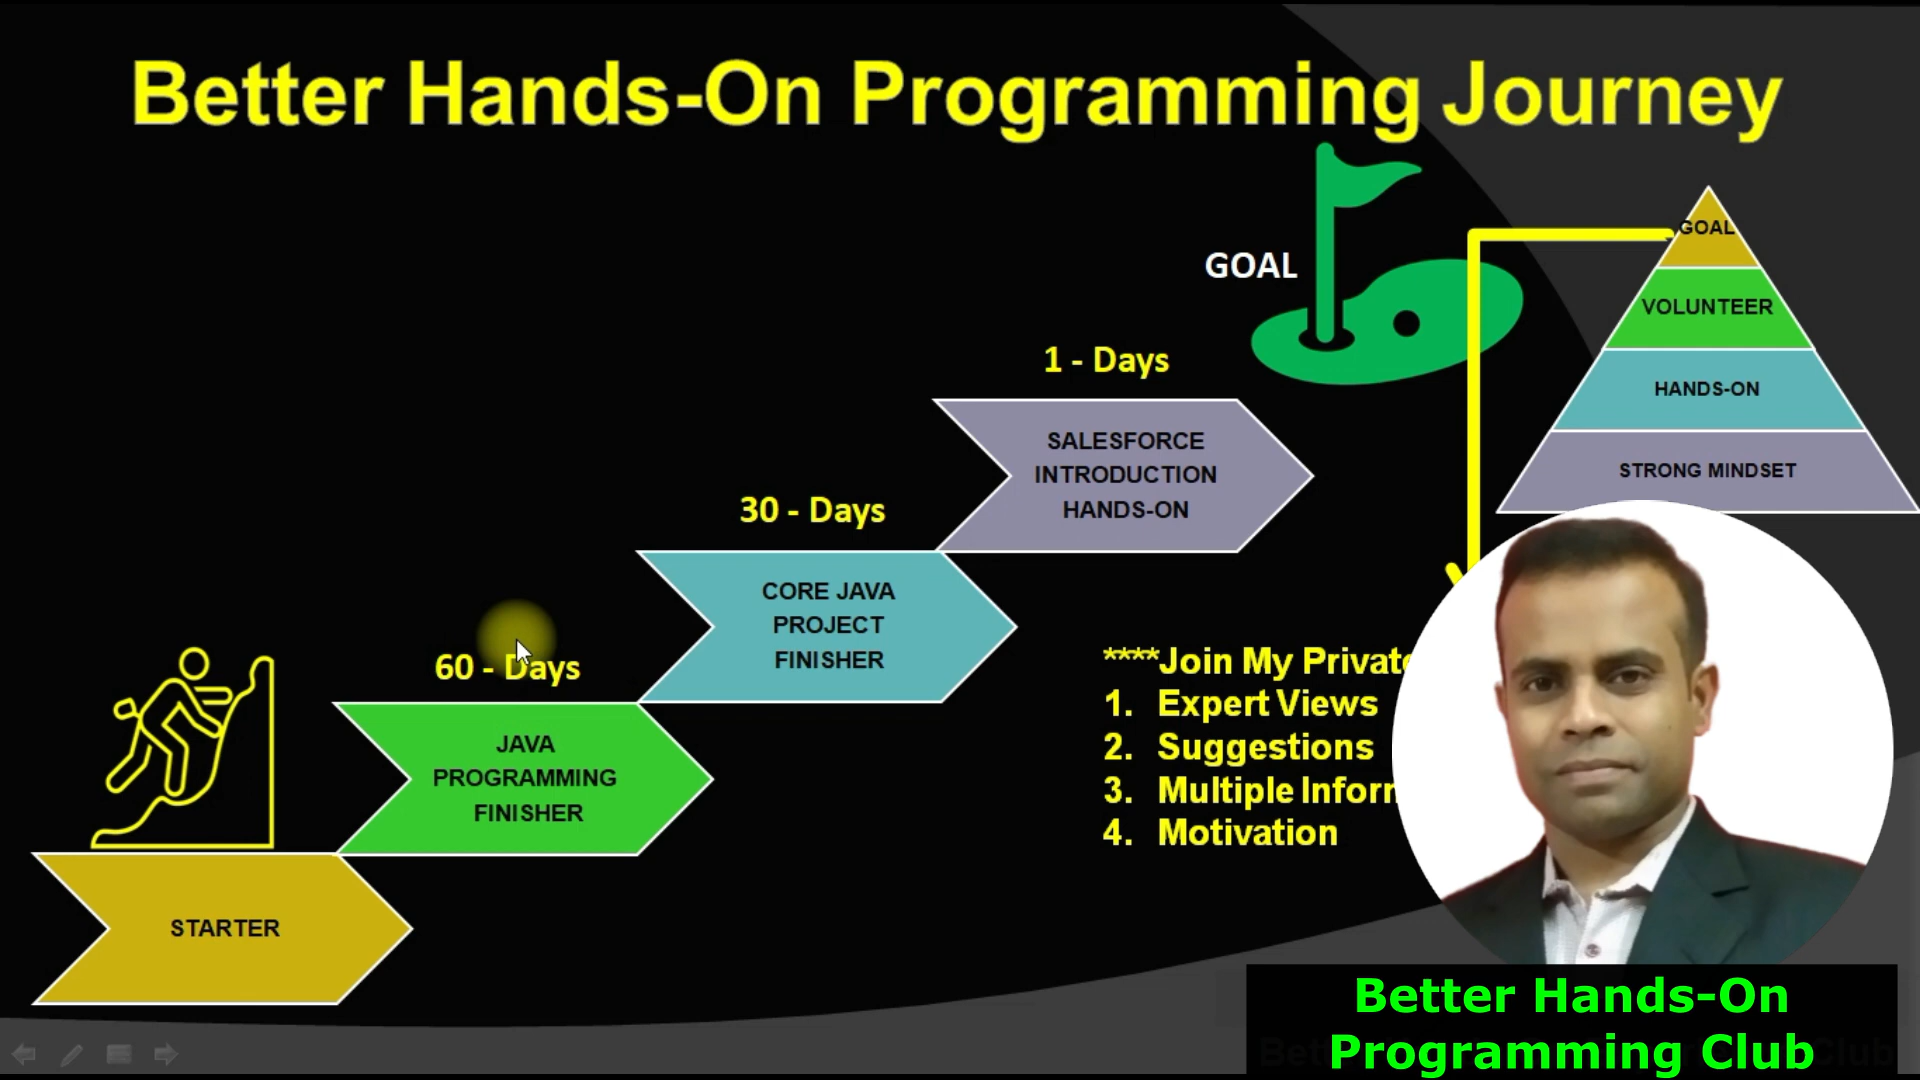 Better Hands-On Programming Journey
GOAL
GOAL
VOLUNTEER
HANDS-ON
STRONG MINDSET
1 - Days
SALESFORCE
INTRODUCTION
HANDS-ON
30 - Days
CORE JAVA
PROJECT
FINISHER
60 - Days
JAVA
PROGRAMMING
FINISHER
STARTER
****Join My Private
1. Expert Views
2. Suggestions
3. Multiple Inform
4. Motivation
Better Hands-On
Programming Club